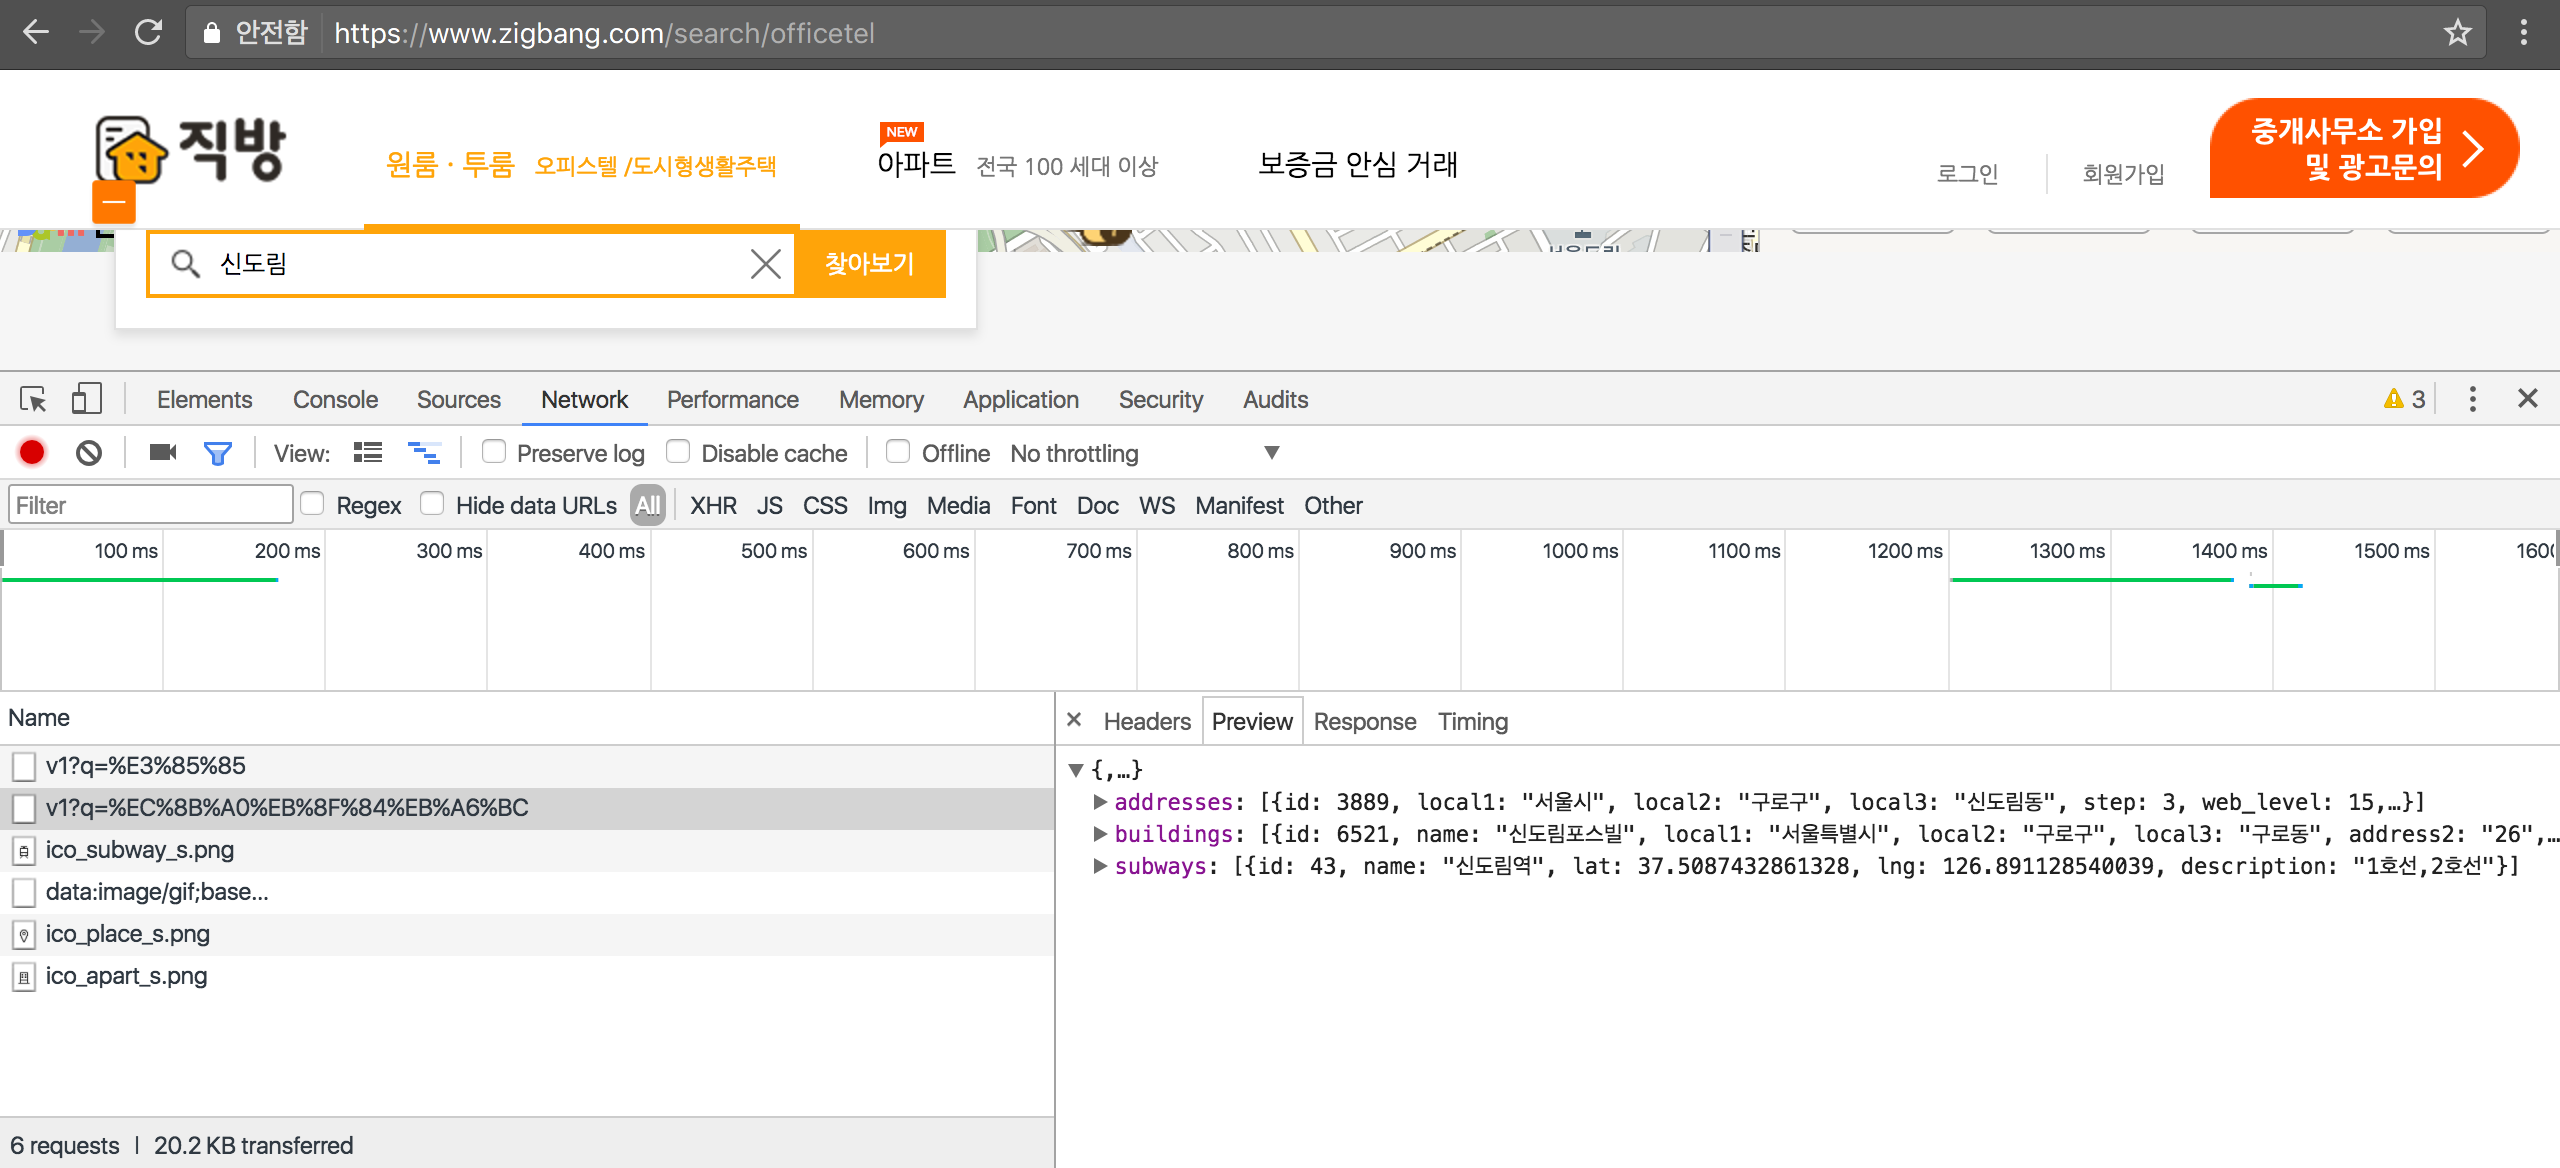 안전함 https://www.zigbang.com/search/officetel
직방
원룸 · 투룸 오피스텔 /도시형생활주택
NEW
아파트 전국 100 세대 이상
보증금 안심 거래
로그인
회원가입
중개사무소 가입
및 광고문의
신도림
찾아보기
Elements Console Sources Network Performance Memory Application Security Audits 3
View: Preserve log Disable cache Offline No throttling
Filter Regex Hide data URLs All XHR JS CSS Img Media Font Doc WS Manifest Other
100 ms 200 ms 300 ms 400 ms 500 ms 600 ms 700 ms 800 ms 900 ms 1000 ms 1100 ms 1200 ms 1300 ms 1400 ms 1500 ms
Name
v1?q=%E3%85%85
v1?q=%EC%8B%A0%EB%8F%84%EB%A6%BC
ico_subway_s.png
data:image/gif;base...
ico_place_s.png
ico_apart_s.png
6 requests | 20.2 KB transferred
× Headers Preview Response Timing
▼{,…}
▶addresses: [{id: 3889, local1: "서울시", local2: "구로구", local3: "신도림동", step: 3, web_level: 15,…}]
▶buildings: [{id: 6521, name: "신도림포스빌", local1: "서울특별시", local2: "구로구", local3: "구로동", address2: "26",…
▶subways: [{id: 43, name: "신도림역", lat: 37.5087432861328, lng: 126.891128540039, description: "1호선,2호선"}]